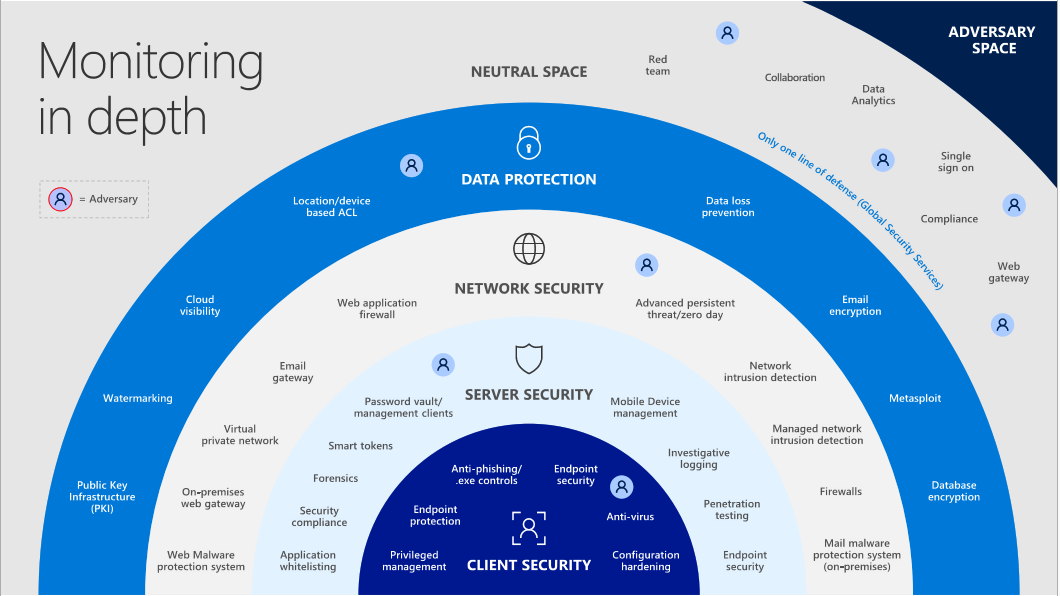 Monitoring
in depth
= Adversary
ADVERSARY
SPACE
NEUTRAL SPACE
Red
team
Collaboration
Data
Analytics
Single
sign on
Compliance
Web
gateway
Only one line of defense (Global Security Services)
DATA PROTECTION
Location/device
based ACL
Data loss
prevention
Cloud
visibility
Email
encryption
Watermarking
Metasploit
Public Key
Infrastructure
(PKI)
Database
encryption
NETWORK SECURITY
Web application
firewall
Advanced persistent
threat/zero day
Email
gateway
Network
intrusion detection
Virtual
private network
Managed network
intrusion detection
On-premises
web gateway
Firewalls
Web Malware
protection system
Mail malware
protection system
(on-premises)
SERVER SECURITY
Password vault/
management clients
Mobile Device
management
Smart tokens
Investigative
logging
Forensics
Security
compliance
Penetration
testing
Application
whitelisting
Endpoint
security
Anti-phishing/
.exe controls
Endpoint
security
Endpoint
protection
Anti-virus
Privileged
management
CLIENT SECURITY
Configuration
hardening